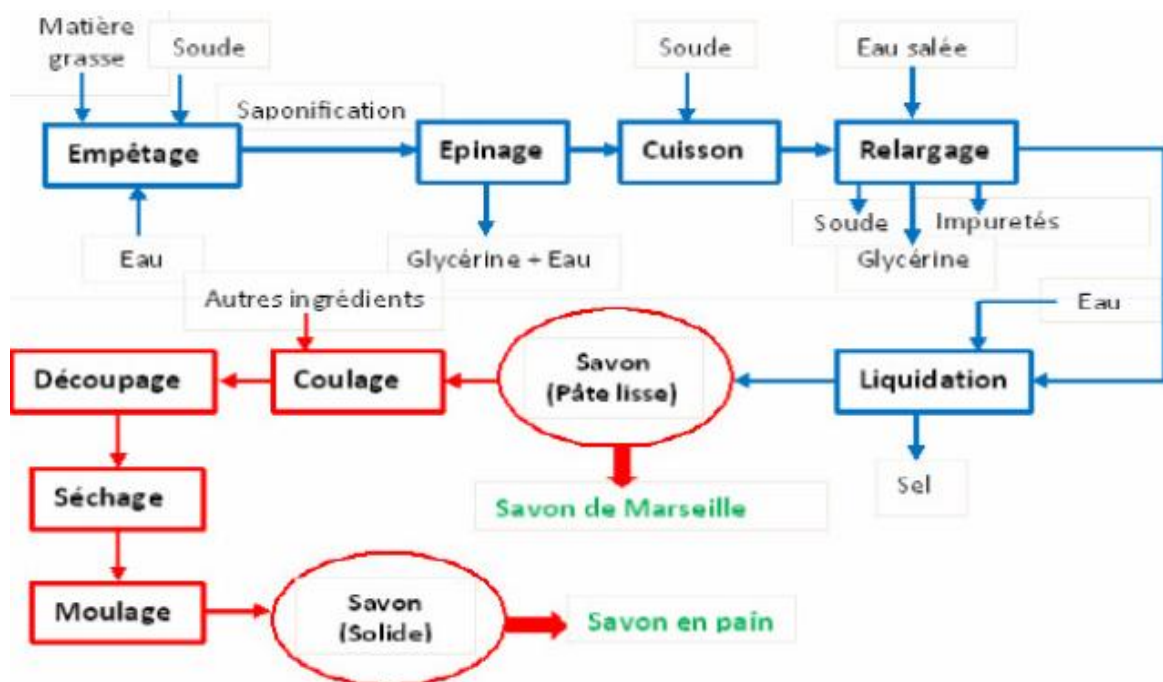 Matière
grasse
Soude
Soude
Eau salée
Saponification
Empâtage
Epinage
Cuisson
Relargage
Eau
Glycérine + Eau
Soude
Impuretés
Glycérine
Autres ingrédients
Eau
Découpage
Coulage
Savon
(Pâte lisse)
Liquidation
Séchage
Savon de Marseille
Sel
Moulage
Savon
(Solide)
Savon en pain